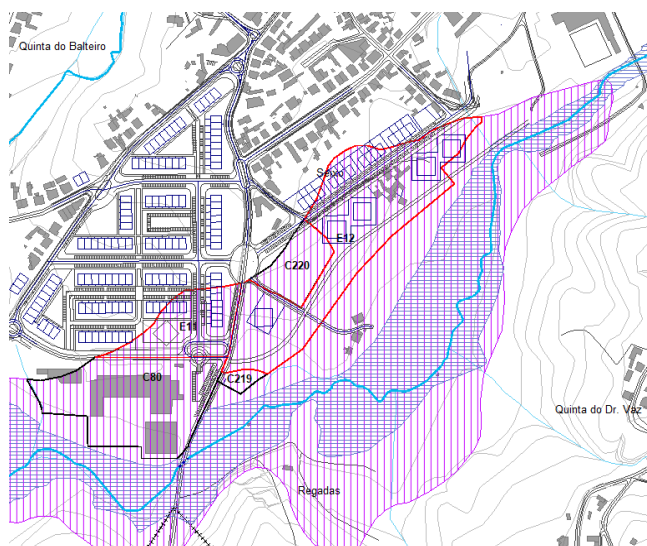 Quinta do Balteiro
Seixo
E12
C220
E11
C80
C219
Quinta do Dr. Vaz
Regadas